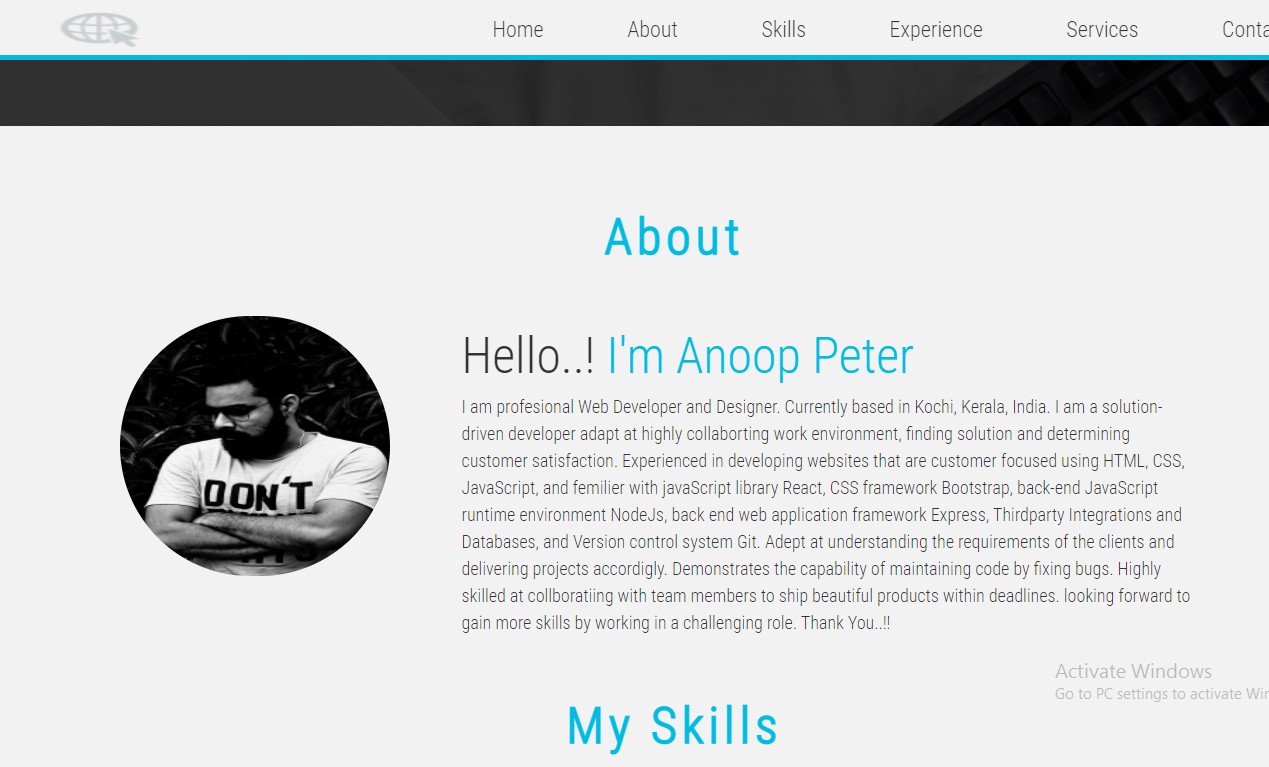 Home About Skills Experience Services Conta
About
Hello..! I'm Anoop Peter
I am profesional Web Developer and Designer. Currently based in Kochi, Kerala, India. I am a solution-
driven developer adapt at highly collaborting work environment, finding solution and determining
customer satisfaction. Experienced in developing websites that are customer focused using HTML, CSS,
JavaScript, and femilier with javaScript library React, CSS framework Bootstrap, back-end JavaScript
runtime environment NodeJs, back end web application framework Express, Thirdparty Integrations and
Databases, and Version control system Git. Adept at understanding the requirements of the clients and
delivering projects accordigly. Demonstrates the capability of maintaining code by fixing bugs. Highly
skilled at collboratiing with team members to ship beautiful products within deadlines. looking forward to
gain more skills by working in a challenging role. Thank You..!!
DON'T
Activate Windows
Go to PC settings to activate Win
My Skills